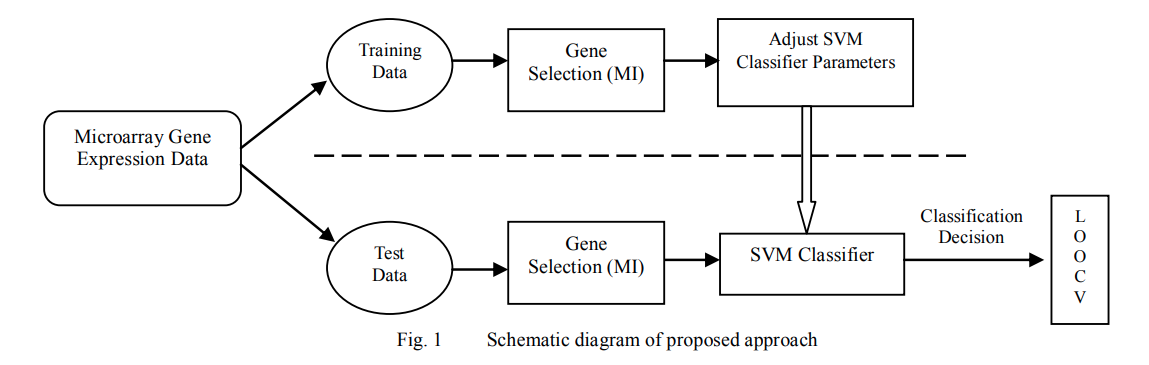 Training
Data
Gene
Selection (MI)
Adjust SVM
Classifier Parameters
Microarray Gene
Expression Data
Test
Data
Gene
Selection (MI)
SVM Classifier
Classification
Decision
L
O
O
C
V
Fig. 1 Schematic diagram of proposed approach